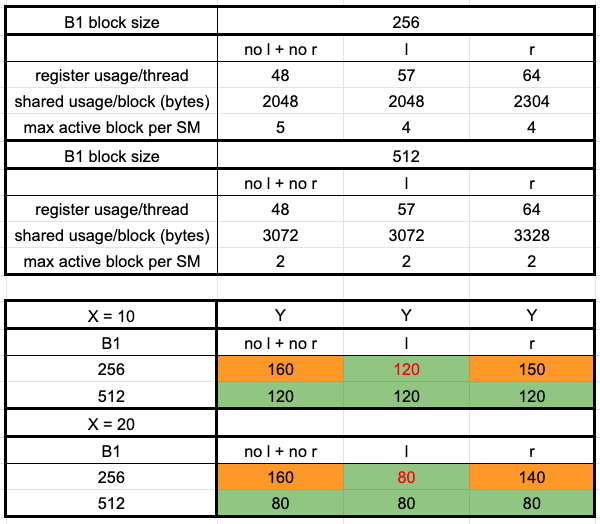 B1 block size 256
no l + no r l r
register usage/thread 48 57 64
shared usage/block (bytes) 2048 2048 2304
max active block per SM 5 4 4
B1 block size 512
no l + no r l r
register usage/thread 48 57 64
shared usage/block (bytes) 3072 3072 3328
max active block per SM 2 2 2
X = 10 Y Y Y
B1 no l + no r l r
256 160 120 150
512 120 120 120
X = 20
B1 no l + no r l r
256 160 80 140
512 80 80 80